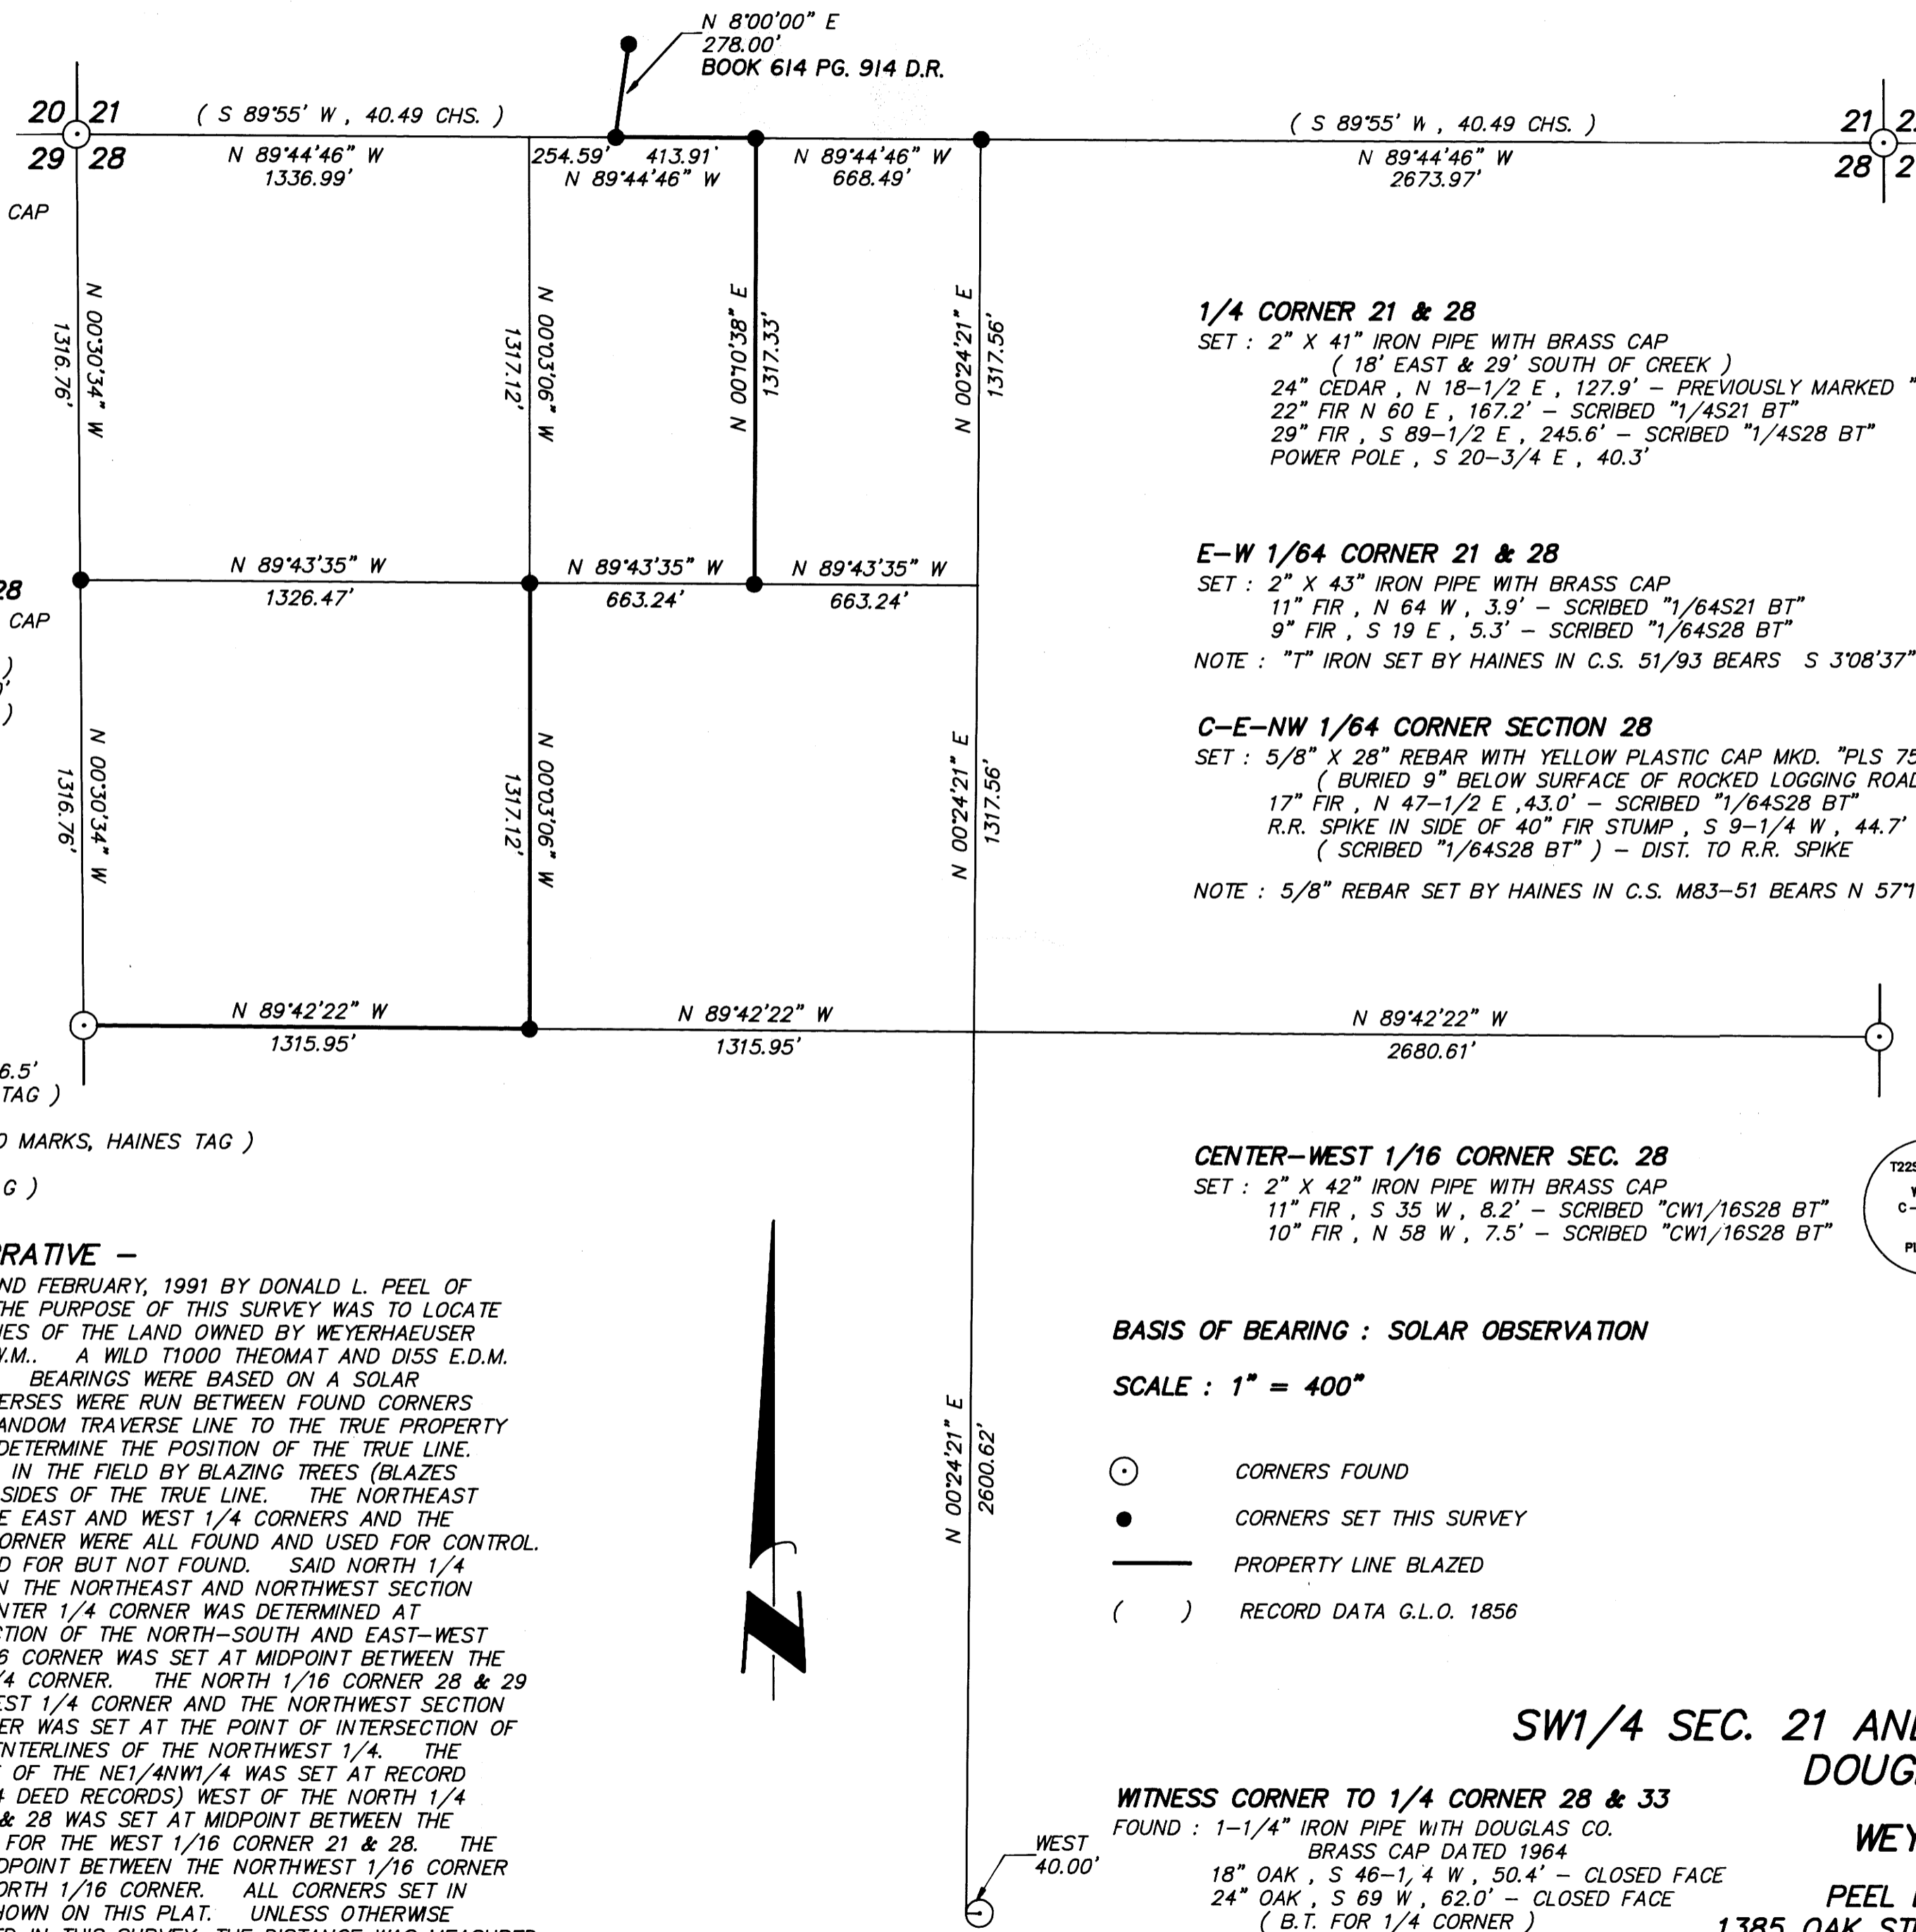 N 8°00'00" E
278.00'
BOOK 614 PG. 914 D.R.
20 21
29 28
( S 89°55' W , 40.49 CHS. )
N 89°44'46" W
1336.99'
254.59' 413.91'
N 89°44'46" W
N 89°44'46" W
668.49'
( S 89°55' W , 40.49 CHS. )
N 89°44'46" W
2673.97'
21 2
28 2
CAP
N 00°30'34" W
1316.76'
N 00°03'06" W
1317.12'
N 00°10'38" E
1317.33'
N 00°24'21" E
1317.56'
1/4 CORNER 21 & 28
SET : 2" X 41" IRON PIPE WITH BRASS CAP
( 18' EAST & 29' SOUTH OF CREEK )
24" CEDAR , N 18-1/2 E , 127.9' - PREVIOUSLY MARKED "
22" FIR N 60 E , 167.2' - SCRIBED "1/4S21 BT"
29" FIR , S 89-1/2 E , 245.6' - SCRIBED "1/4S28 BT"
POWER POLE , S 20-3/4 E , 40.3'
N 89°43'35" W
1326.47'
N 89°43'35" W
663.24'
N 89°43'35" W
663.24'
28
CAP
)
'
)
E-W 1/64 CORNER 21 & 28
SET : 2" X 43" IRON PIPE WITH BRASS CAP
11" FIR , N 64 W , 3.9' - SCRIBED "1/64S21 BT"
9" FIR , S 19 E , 5.3' - SCRIBED "1/64S28 BT"
NOTE : "T" IRON SET BY HAINES IN C.S. 51/93 BEARS S 3°08'37"
C-E-NW 1/64 CORNER SECTION 28
SET : 5/8" X 28" REBAR WITH YELLOW PLASTIC CAP MKD. "PLS 75
( BURIED 9" BELOW SURFACE OF ROCKED LOGGING ROAD
17" FIR , N 47-1/2 E ,43.0' - SCRIBED "1/64S28 BT"
R.R. SPIKE IN SIDE OF 40" FIR STUMP , S 9-1/4 W , 44.7'
( SCRIBED "1/64S28 BT" ) - DIST. TO R.R. SPIKE
NOTE : 5/8" REBAR SET BY HAINES IN C.S. M83-51 BEARS N 57°1
N 00°30'34" W
1316.76'
N 00°03'06" W
1317.12'
N 00°24'21" E
1317.56'
N 89°42'22" W
1315.95'
N 89°42'22" W
1315.95'
N 89°42'22" W
2680.61'
6.5'
TAG )
MARKS, HAINES TAG )
G )
CENTER-WEST 1/16 CORNER SEC. 28
SET : 2" X 42" IRON PIPE WITH BRASS CAP
11" FIR , S 35 W , 8.2' - SCRIBED "CW1/16S28 BT"
10" FIR , N 58 W , 7.5' - SCRIBED "CW1/16S28 BT"
T22S
C-
RATIVE -
ND FEBRUARY, 1991 BY DONALD L. PEEL OF
THE PURPOSE OF THIS SURVEY WAS TO LOCATE
IES OF THE LAND OWNED BY WEYERHAEUSER
W.M.. A WILD T1000 THEOMAT AND DI5S E.D.M.
BEARINGS WERE BASED ON A SOLAR
ERSES WERE RUN BETWEEN FOUND CORNERS
ANDOM TRAVERSE LINE TO THE TRUE PROPERTY
DETERMINE THE POSITION OF THE TRUE LINE.
IN THE FIELD BY BLAZING TREES (BLAZES
SIDES OF THE TRUE LINE. THE NORTHEAST
E EAST AND WEST 1/4 CORNERS AND THE
ORNER WERE ALL FOUND AND USED FOR CONTROL.
D FOR BUT NOT FOUND. SAID NORTH 1/4
N THE NORTHEAST AND NORTHWEST SECTION
NTER 1/4 CORNER WAS DETERMINED AT
TION OF THE NORTH-SOUTH AND EAST-WEST
6 CORNER WAS SET AT MIDPOINT BETWEEN THE
/4 CORNER. THE NORTH 1/16 CORNER 28 & 29
EST 1/4 CORNER AND THE NORTHWEST SECTION
ER WAS SET AT THE POINT OF INTERSECTION OF
ENTERLINES OF THE NORTHWEST 1/4. THE
OF THE NE1/4NW1/4 WAS SET AT RECORD
4 DEED RECORDS) WEST OF THE NORTH 1/4
& 28 WAS SET AT MIDPOINT BETWEEN THE
FOR THE WEST 1/16 CORNER 21 & 28. THE
DPOINT BETWEEN THE NORTHWEST 1/16 CORNER
ORTH 1/16 CORNER. ALL CORNERS SET IN
HOWN ON THIS PLAT. UNLESS OTHERWISE
ED IN THIS SURVEY, THE DISTANCE WAS MEASURED
N
N 00°24'21" E
2600.62'
WEST
40.00'
BASIS OF BEARING : SOLAR OBSERVATION
SCALE : 1" = 400"
CORNERS FOUND
CORNERS SET THIS SURVEY
PROPERTY LINE BLAZED
( ) RECORD DATA G.L.O. 1856
SW1/4 SEC. 21 AN
DOUG
WEY
PEEL
1385 OAK ST
WITNESS CORNER TO 1/4 CORNER 28 & 33
FOUND : 1-1/4" IRON PIPE WITH DOUGLAS CO.
BRASS CAP DATED 1964
18" OAK , S 46-1/4 W , 50.4' - CLOSED FACE
24" OAK , S 69 W , 62.0' - CLOSED FACE
( B.T. FOR 1/4 CORNER )